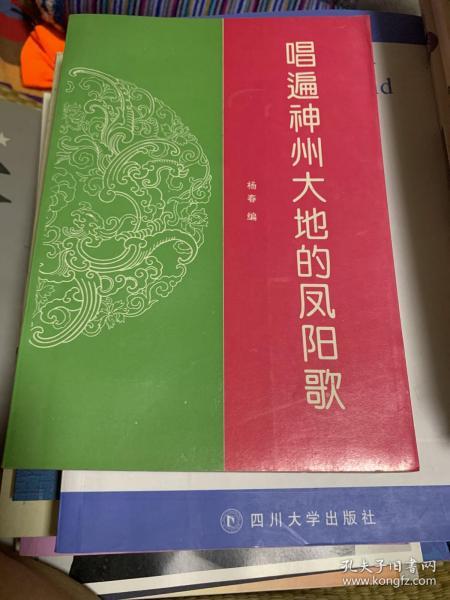 唱遍神州大地的凤阳歌
杨春 编
四川大学出版社
孔夫子旧书网
www.kongfz.com